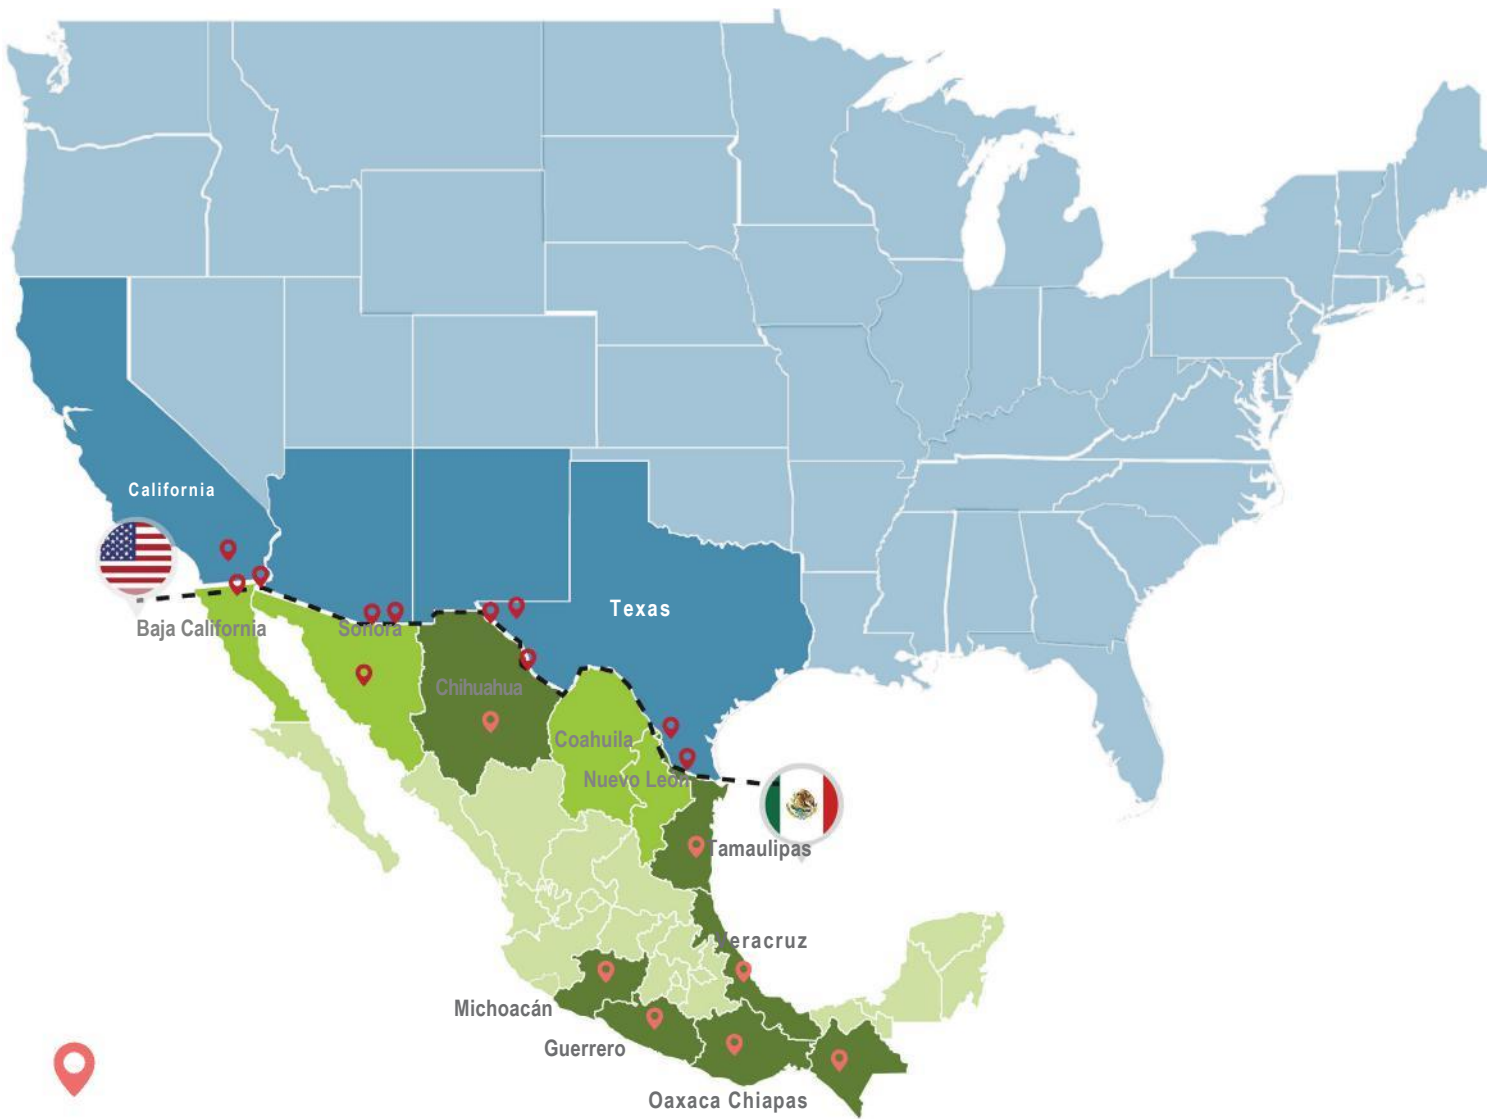 California
Texas
Baja California
Sonora
Chihuahua
Coahuila
Nuevo León
Tamaulipas
Veracruz
Michoacán
Guerrero
Oaxaca Chiapas